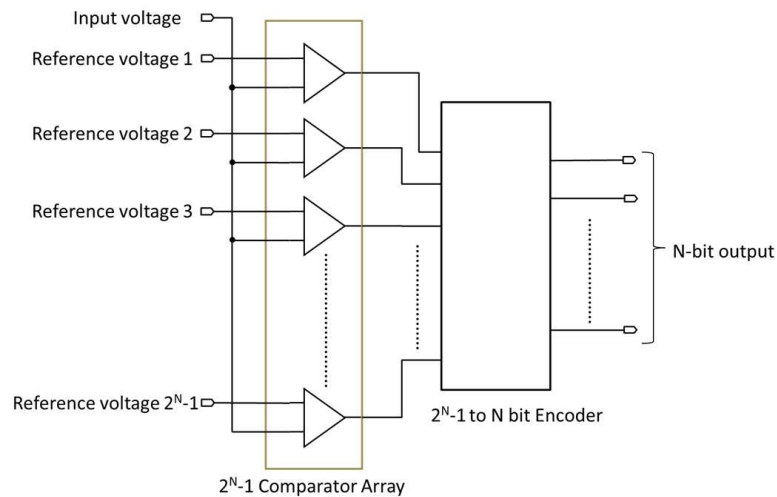 Input voltage
Reference voltage 1
Reference voltage 2
Reference voltage 3
N-bit output
Reference voltage 2ᴺ-1
2ᴺ-1 to N bit Encoder
2ᴺ-1 Comparator Array